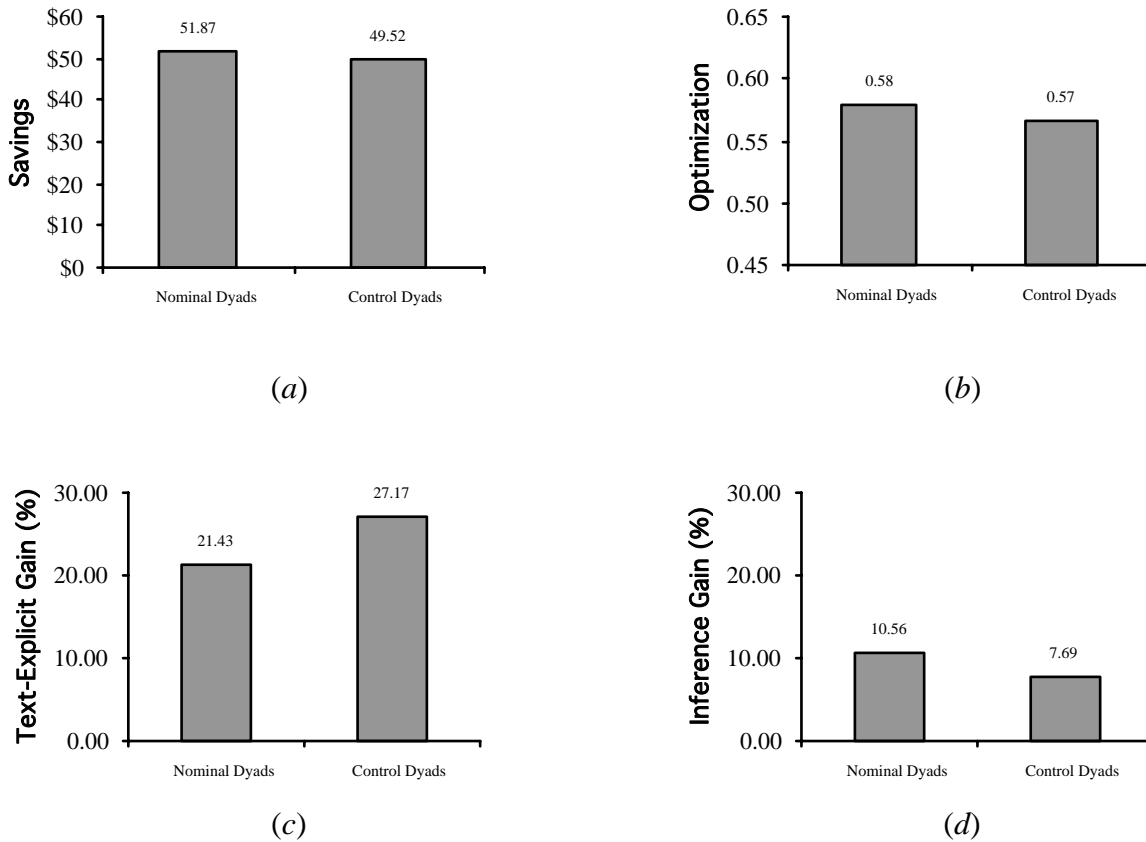 Savings
$60
$50
$40
$30
$20
$10
$0
51.87
49.52
Nominal Dyads Control Dyads
(a)
Optimization
0.65
0.60
0.55
0.50
0.45
0.58
0.57
Nominal Dyads Control Dyads
(b)
Text-Explicit Gain (%)
30.00
20.00
10.00
0.00
21.43
27.17
Nominal Dyads Control Dyads
(c)
Inference Gain (%)
30.00
20.00
10.00
0.00
10.56
7.69
Nominal Dyads Control Dyads
(d)